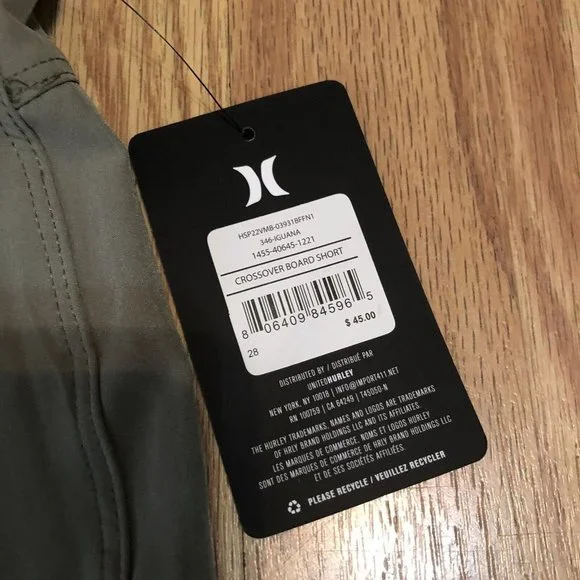 HSP22VMB-03931BFFN1
346-IGUANA
1455-40645-1221
CROSSOVER BOARD SHORT
8 06409 84596 5
28
$ 45.00
DISTRIBUTED BY / DISTRIBUÉ PAR
UNITEDHURLEY
NEW YORK. NY 10018 | INFO@IMPORT411.NET
RN 100759 | CA 64249 | T45050-N
THE HURLEY TRADEMARKS. NAMES AND LOGOS ARE TRADEMARKS
OF HRLY BRAND HOLDINGS LLC AND ITS AFFILIATES.
LES MARQUES DE COMMERCE. NOMS ET LOGOS HURLEY
SONT DES MARQUES DE COMMERCE DE HRLY BRAND HOLDINGS LLC
ET DE SES SOCIÉTÉS AFFILIÉES.
PLEASE RECYCLE / VEUILLEZ RECYCLER